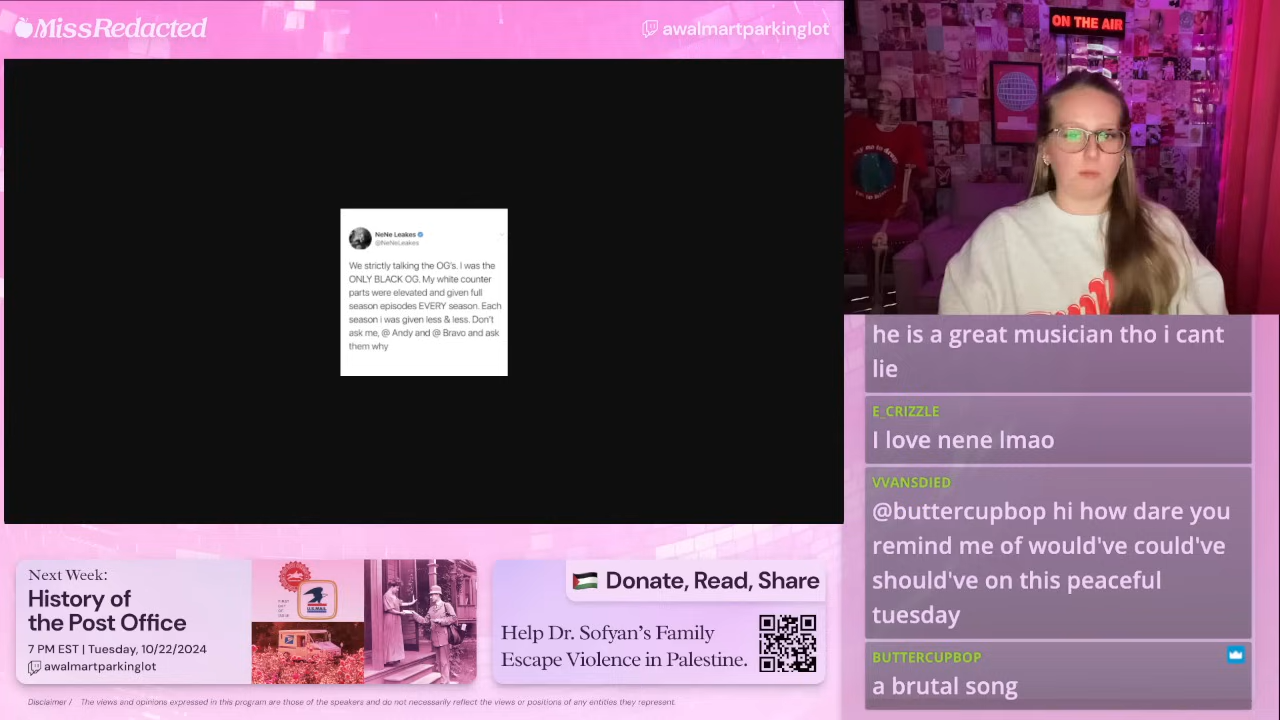 MissRedacted
awalmartparkinglot
ON THE AIR
NeNe Leakes
@NeNeLeakes
We strictly talking the OG's. I was the
ONLY BLACK OG. My white counter
parts were elevated and given full
season episodes EVERY season. Each
season i was given less & less. Don't
ask me, @ Andy and @ Bravo and ask
them why
he is a great musician tho i cant
lie
E_CRIZZLE
I love nene lmao
VVANSDIED
@buttercupbop hi how dare you
remind me of would've could've
should've on this peaceful
tuesday
BUTTERCUPBOP
a brutal song
Next Week:
History of
the Post Office
7 PM EST | Tuesday, 10/22/2024
awalmartparkinglot
U.S. MAIL
Donate, Read, Share
Help Dr. Sofyan's Family
Escape Violence in Palestine.
Disclaimer / The views and opinions expressed in this program are those of the speakers and do not necessarily reflect the views or positions of any entities they represent.